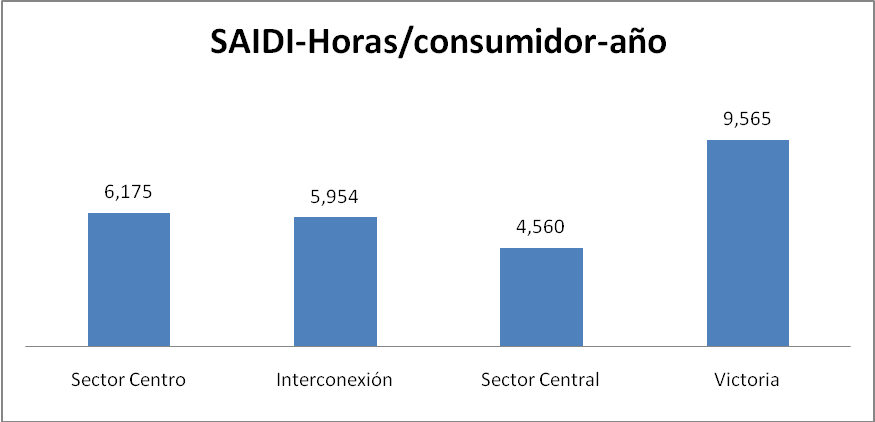 SAIDI-Horas/consumidor-año
9,565
6,175
5,954
4,560
Sector Centro
Interconexión
Sector Central
Victoria